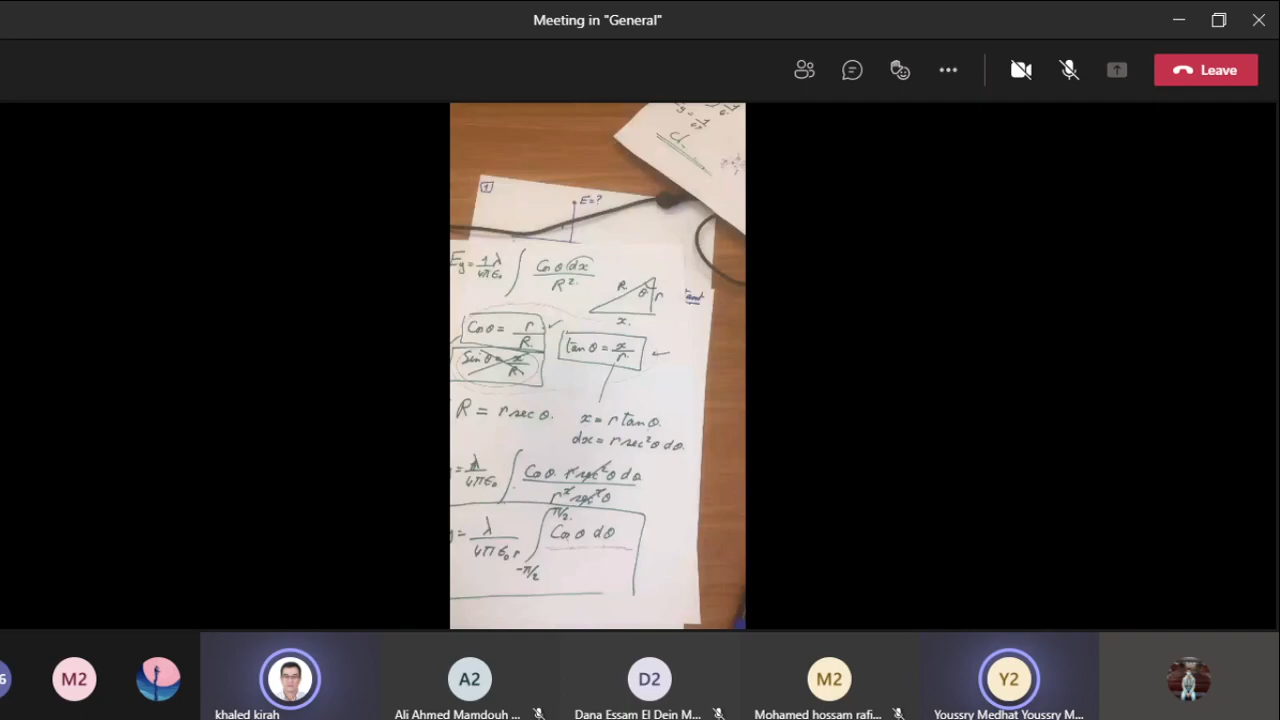 Meeting in "General"
Leave
E=?
1
Ey = 1λ/4πε₀ ∫ Cosθ dx / R²
R θ r
x
Cosθ = r/R
tanθ = x/r
Sinθ = x/R
R = r secθ.
x = r tanθ.
dx = r sec²θ dθ.
= λ/4πε₀ ∫ Cosθ r sec²θ dθ / r² sec²θ
= λ/4πε₀r ∫ -π/2 π/2 Cosθ dθ
6
M2
A2
D2
M2
Y2
khaled kirah
Ali Ahmed Mamdouh ...
Dana Essam El Dein M...
Mohamed hossam rafi...
Youssry Medhat Youssry M...